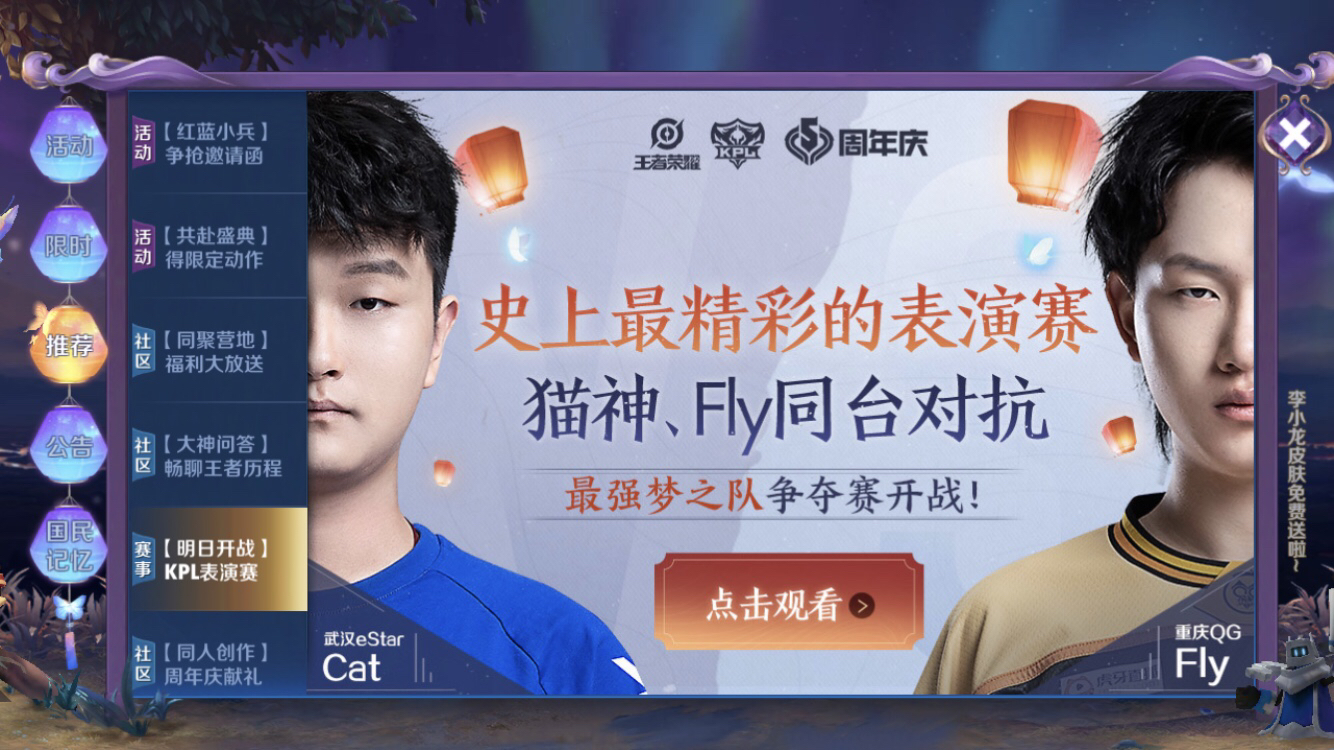 活动
限时
推荐
公告
国民
记忆
活动
【红蓝小兵】
争抢邀请函
活动
【共赴盛典】
得限定动作
社区
【同聚营地】
福利大放送
社区
【大神问答】
畅聊王者历程
赛事
【明日开战】
KPL表演赛
社区
【同人创作】
周年庆献礼
王者荣耀
KPL
5周年庆
史上最精彩的表演赛
猫神、Fly同台对抗
最强梦之队争夺赛开战!
点击观看
武汉eStar
Cat
重庆QG
Fly
李小龙皮肤免费送啦~